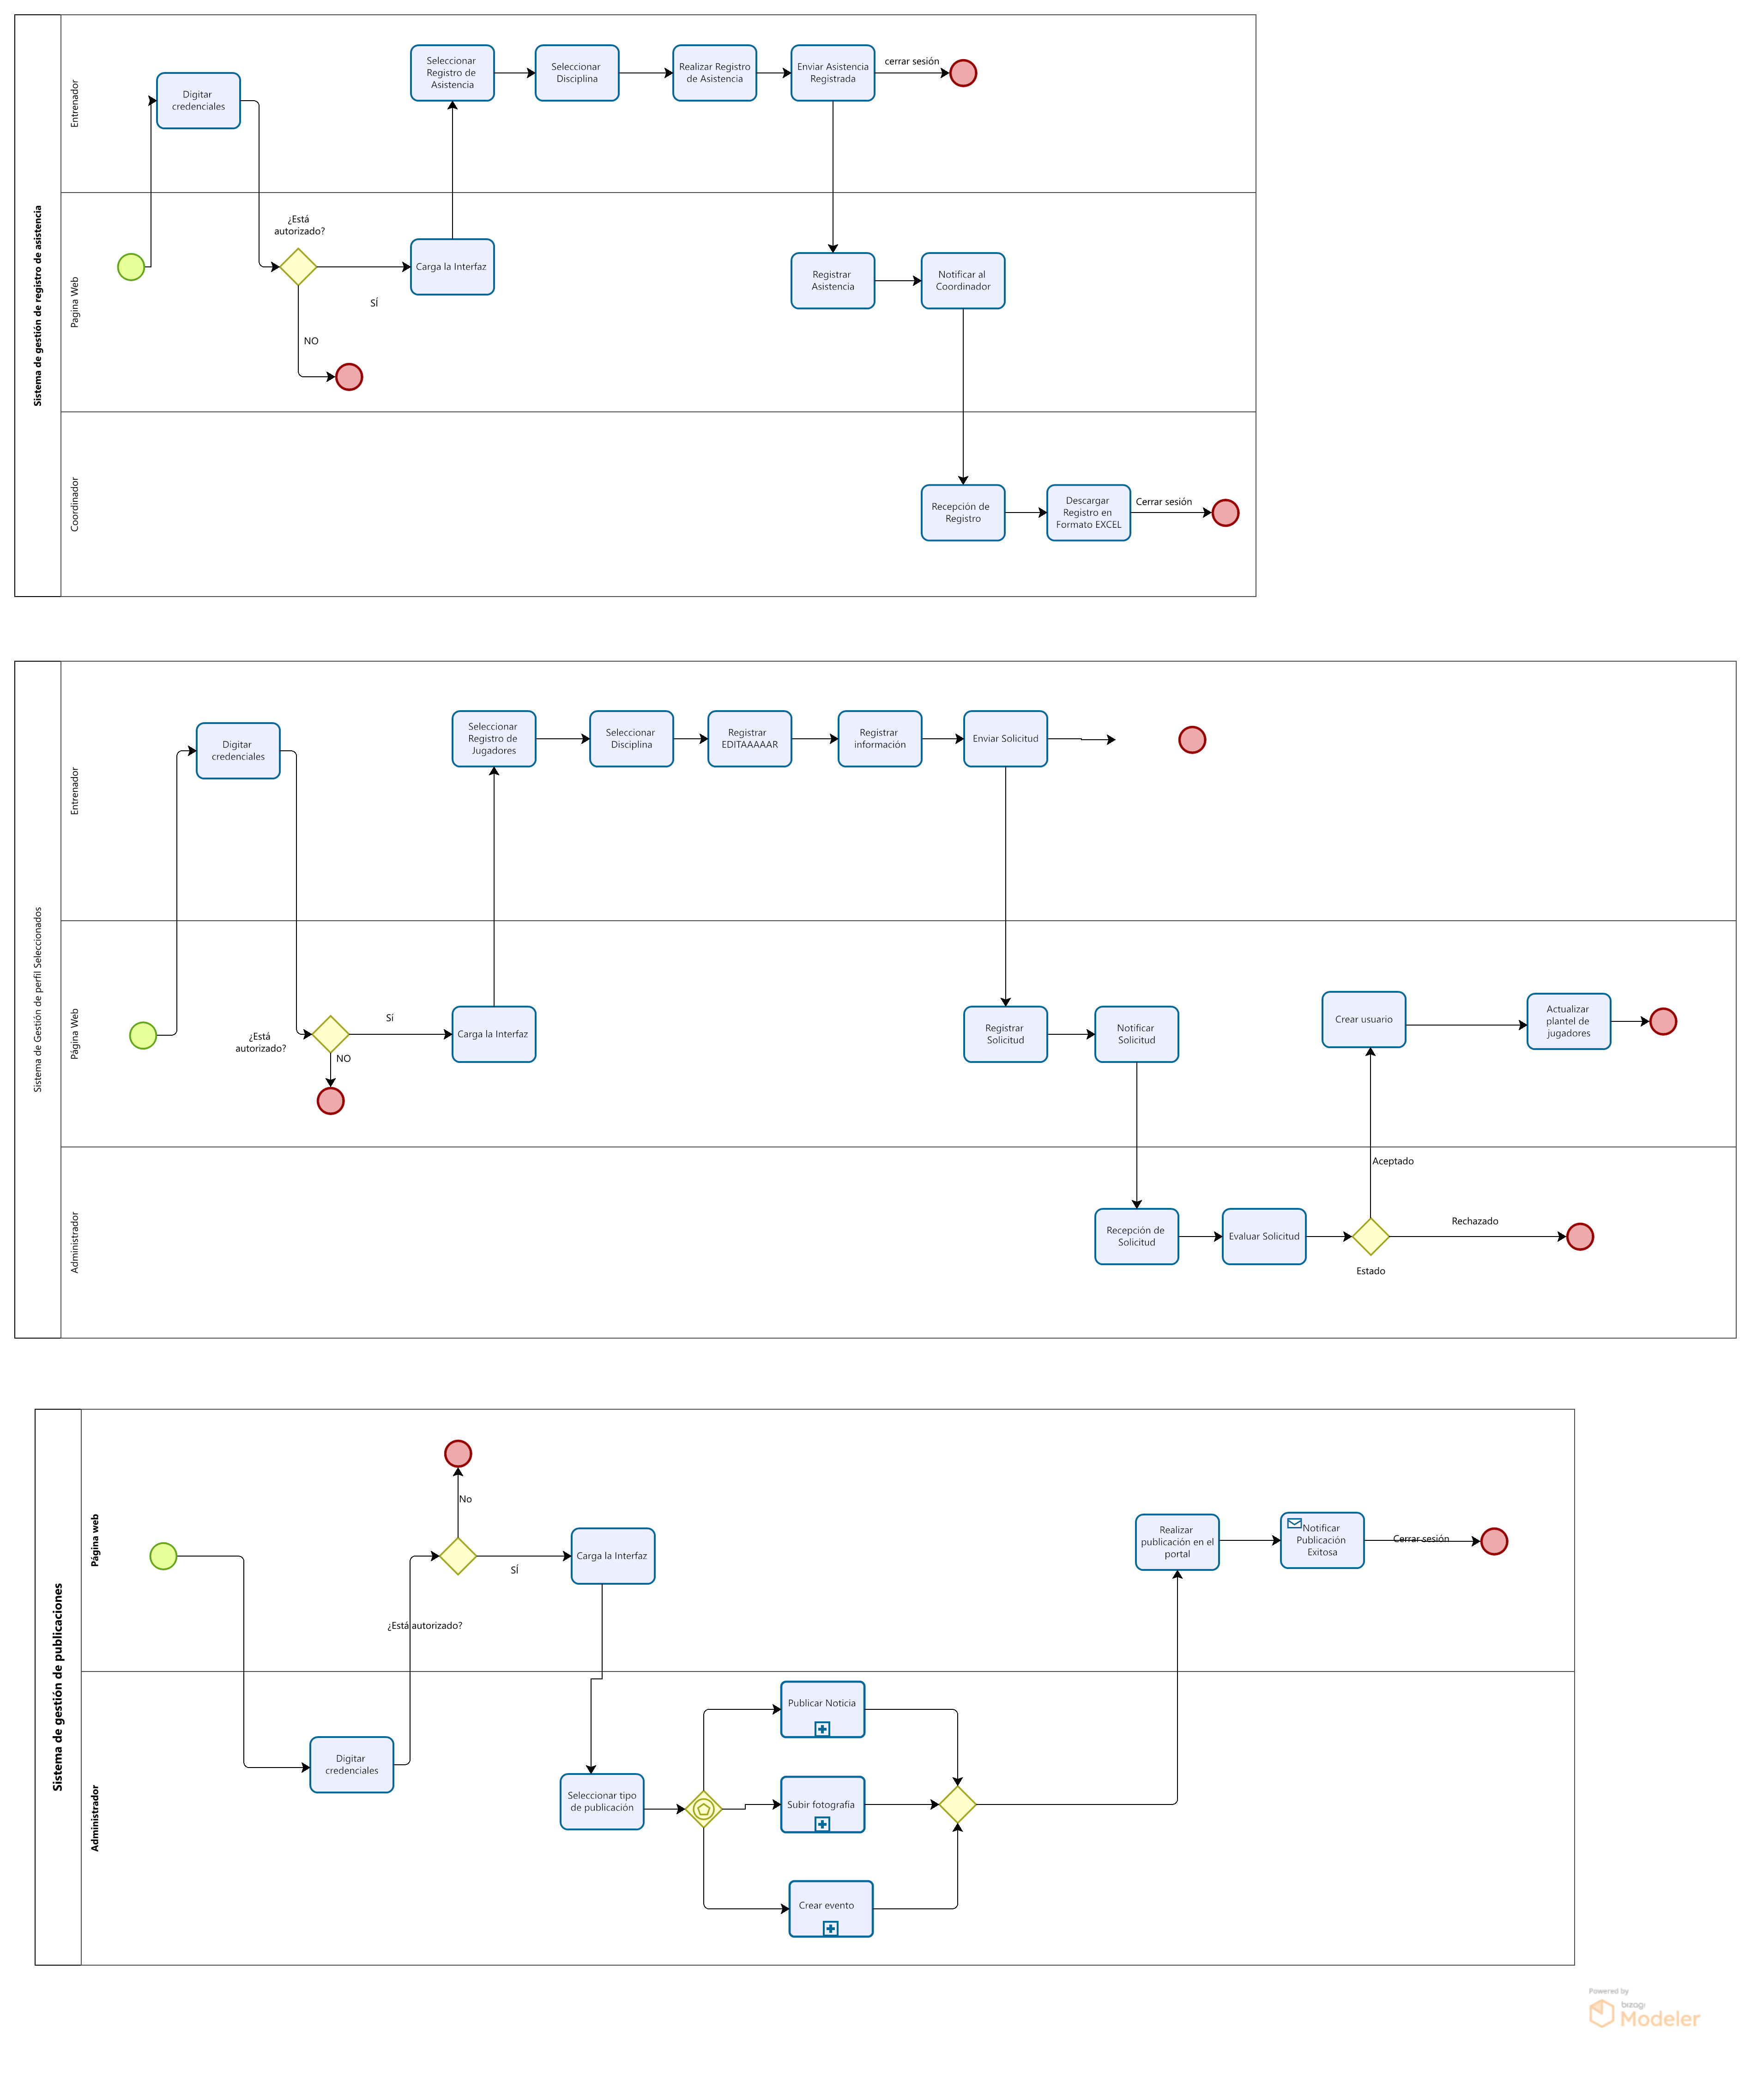 Sistema de gestión de registro de asistencia
Entrenador
Digitar
credenciales
Seleccionar
Registro de
Asistencia
Seleccionar
Disciplina
Realizar Registro
de Asistencia
Enviar Asistencia
Registrada
cerrar sesión
Pagina Web
¿Está
autorizado?
SÍ
NO
Carga la Interfaz
Registrar
Asistencia
Notificar al
Coordinador
Coordinador
Recepción de
Registro
Descargar
Registro en
Formato EXCEL
Cerrar sesión
Sistema de Gestión de perfil Seleccionados
Entrenador
Digitar
credenciales
Seleccionar
Registro de
Jugadores
Seleccionar
Disciplina
Registrar
EDITAAAAAR
Registrar
información
Enviar Solicitud
Página Web
¿Está
autorizado?
Sí
NO
Carga la Interfaz
Registrar
Solicitud
Notificar
Solicitud
Crear usuario
Actualizar
plantel de
jugadores
Administrador
Recepción de
Solicitud
Evaluar Solicitud
Estado
Aceptado
Rechazado
Sistema de gestión de publicaciones
Página web
No
SÍ
¿Está autorizado?
Carga la Interfaz
Realizar
publicación en el
portal
Notificar
Publicación
Exitosa
Cerrar sesión
Administrador
Digitar
credenciales
Seleccionar tipo
de publicación
Publicar Noticia
Subir fotografía
Crear evento
Powered by
bizagi
Modeler